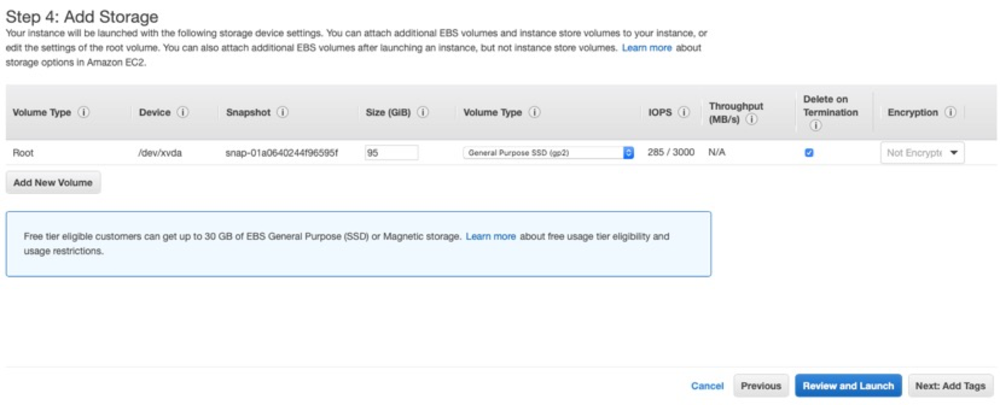 Step 4: Add Storage
Your instance will be launched with the following storage device settings. You can attach additional EBS volumes and instance store volumes to your instance, or
edit the settings of the root volume. You can also attach additional EBS volumes after launching an instance, but not instance store volumes. Learn more about
storage options in Amazon EC2.
Volume Type Device Snapshot Size (GiB) Volume Type IOPS Throughput (MB/s) Delete on Termination Encryption
Root /dev/xvda snap-01a0640244f96595f 95 General Purpose SSD (gp2) 285 / 3000 N/A Not Encrypte
Add New Volume
Free tier eligible customers can get up to 30 GB of EBS General Purpose (SSD) or Magnetic storage. Learn more about free usage tier eligibility and
usage restrictions.
Cancel Previous Review and Launch Next: Add Tags